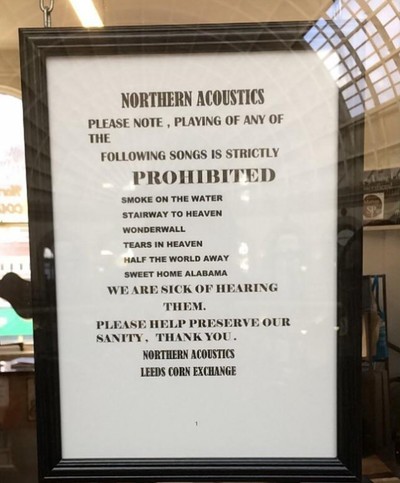 NORTHERN ACOUSTICS
PLEASE NOTE , PLAYING OF ANY OF
THE
FOLLOWING SONGS IS STRICTLY
PROHIBITED
SMOKE ON THE WATER
STAIRWAY TO HEAVEN
WONDERWALL
TEARS IN HEAVEN
HALF THE WORLD AWAY
SWEET HOME ALABAMA
WE ARE SICK OF HEARING
THEM.
PLEASE HELP PRESERVE OUR
SANITY , THANK YOU .
NORTHERN ACOUSTICS
LEEDS CORN EXCHANGE
1